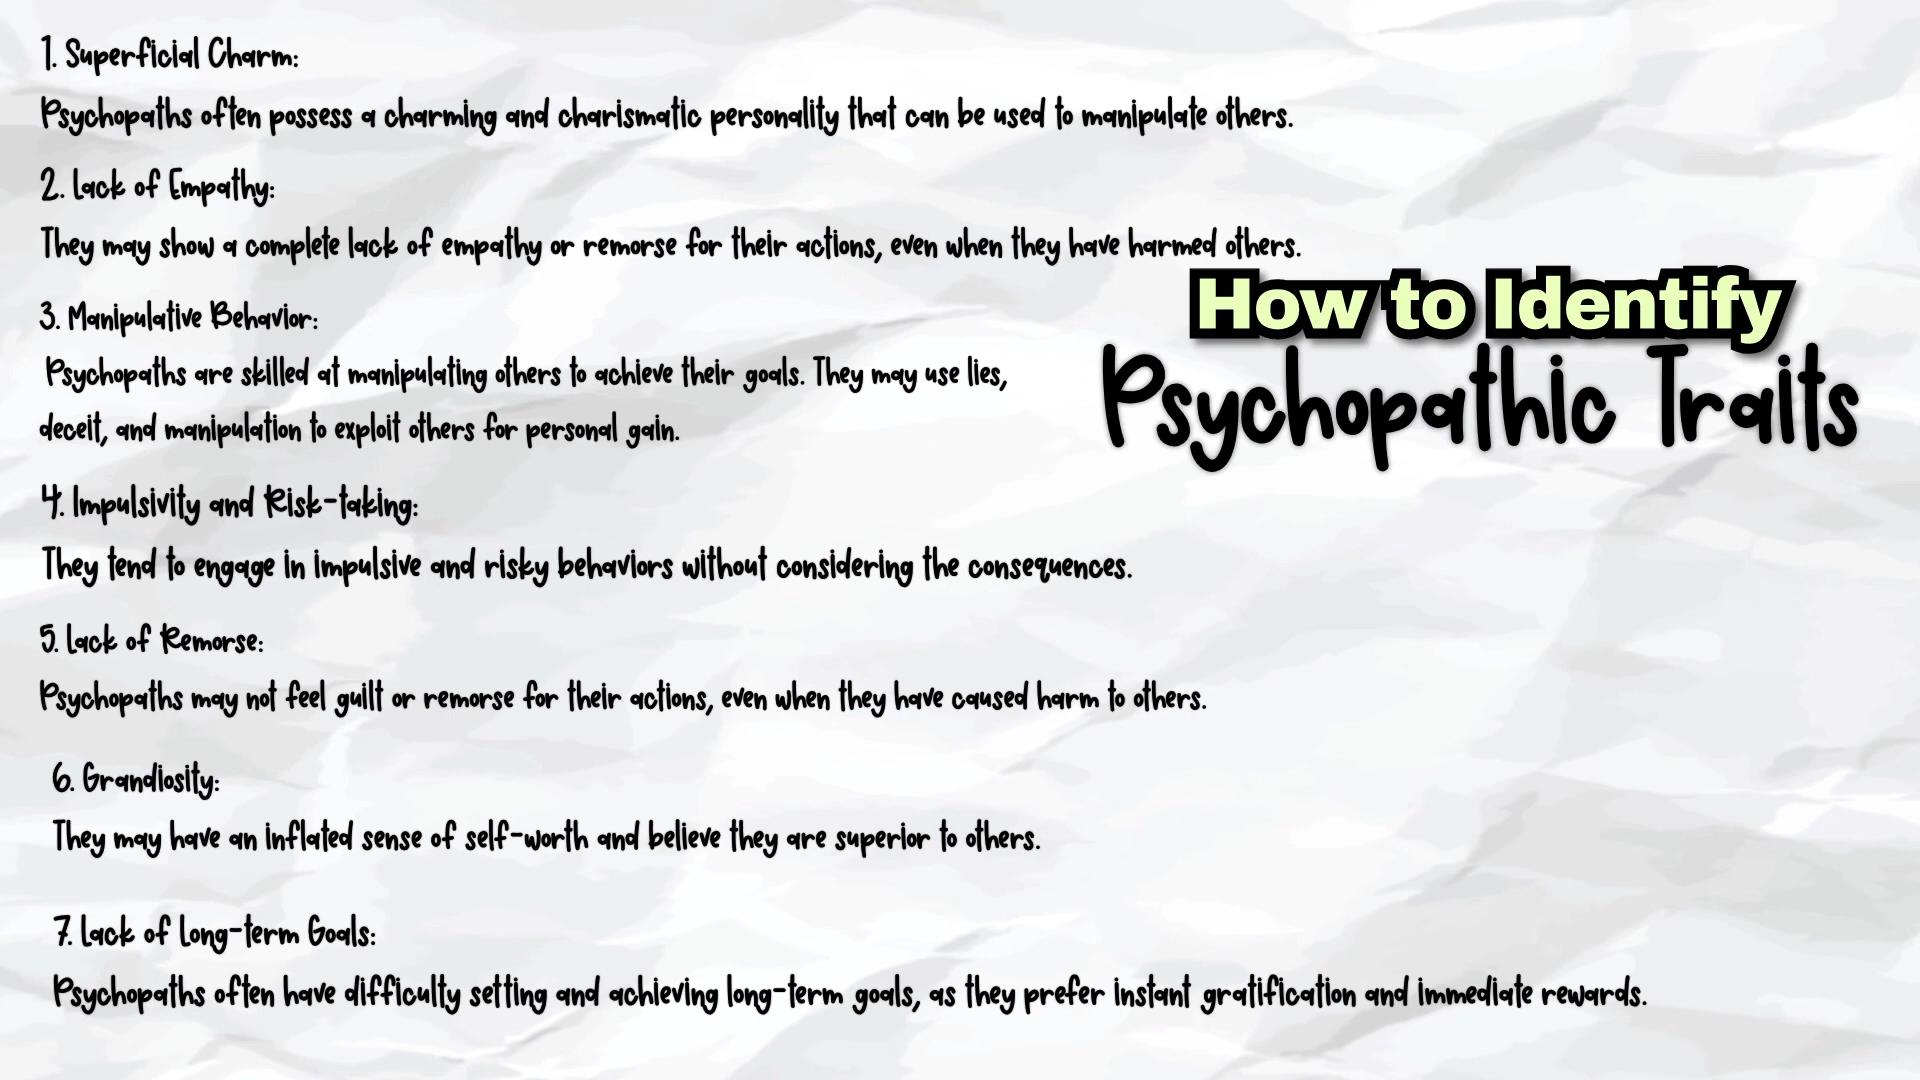 1. Superficial Charm:
Psychopaths often possess a charming and charismatic personality that can be used to manipulate others.
2. Lack of Empathy:
They may show a complete lack of empathy or remorse for their actions, even when they have harmed others.
How to Identify
Psychopathic Traits
3. Manipulative Behavior:
Psychopaths are skilled at manipulating others to achieve their goals. They may use lies,
deceit, and manipulation to exploit others for personal gain.
4. Impulsivity and Risk-taking:
They tend to engage in impulsive and risky behaviors without considering the consequences.
5. Lack of Remorse:
Psychopaths may not feel guilt or remorse for their actions, even when they have caused harm to others.
6. Grandiosity:
They may have an inflated sense of self-worth and believe they are superior to others.
7. Lack of Long-term Goals:
Psychopaths often have difficulty setting and achieving long-term goals, as they prefer instant gratification and immediate rewards.